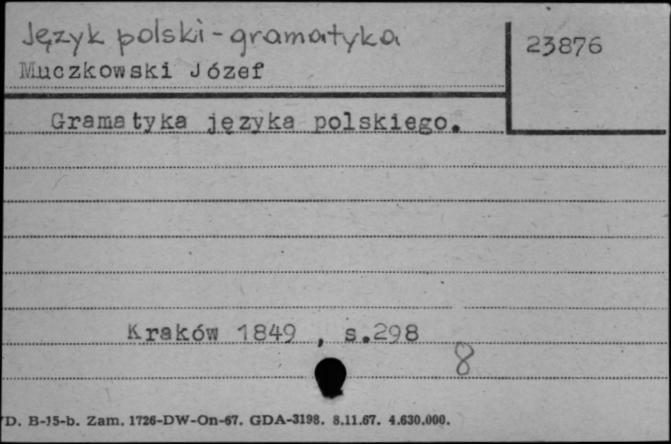 Język polski - gramatyka
23876
Muczkowski Józef
Gramatyka języka polskiego.
Kraków 1849 , s.298
8
D. B-15-b. Zam. 1726-DW-On-67. GDA-3198. 8.11.67. 4.630.000.